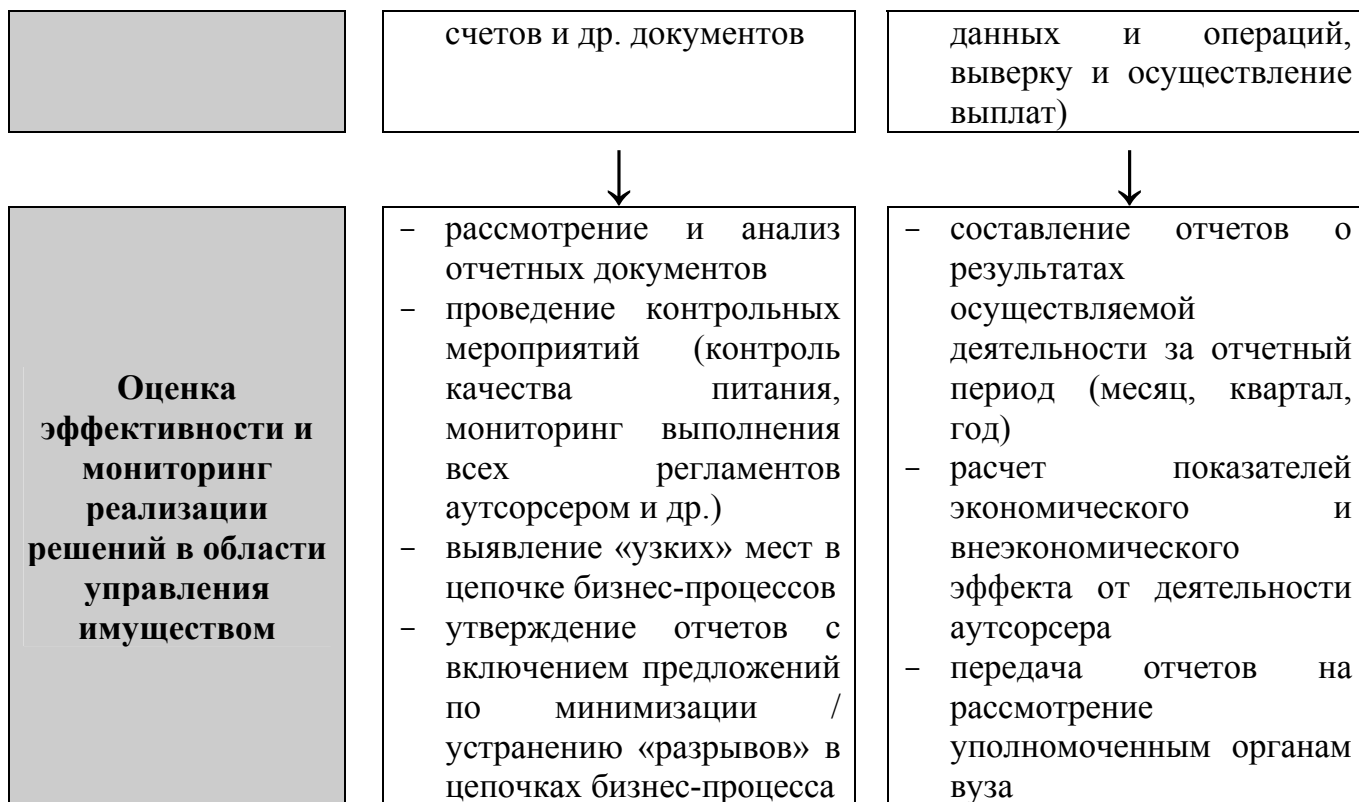 счетов и др. документов
данных и операций,
выверку и осуществление
выплат)
Оценка
эффективности и
мониторинг
реализации
решений в области
управления
имуществом
– рассмотрение и анализ
отчетных документов
– проведение контрольных
мероприятий (контроль
качества питания,
мониторинг выполнения
всех регламентов
аутсорсером и др.)
– выявление «узких» мест в
цепочке бизнес-процессов
– утверждение отчетов с
включением предложений
по минимизации /
устранению «разрывов» в
цепочках бизнес-процесса
– составление отчетов о
результатах
осуществляемой
деятельности за отчетный
период (месяц, квартал,
год)
– расчет показателей
экономического и
внеэкономического
эффекта от деятельности
аутсорсера
– передача отчетов на
рассмотрение
уполномоченным органам
вуза